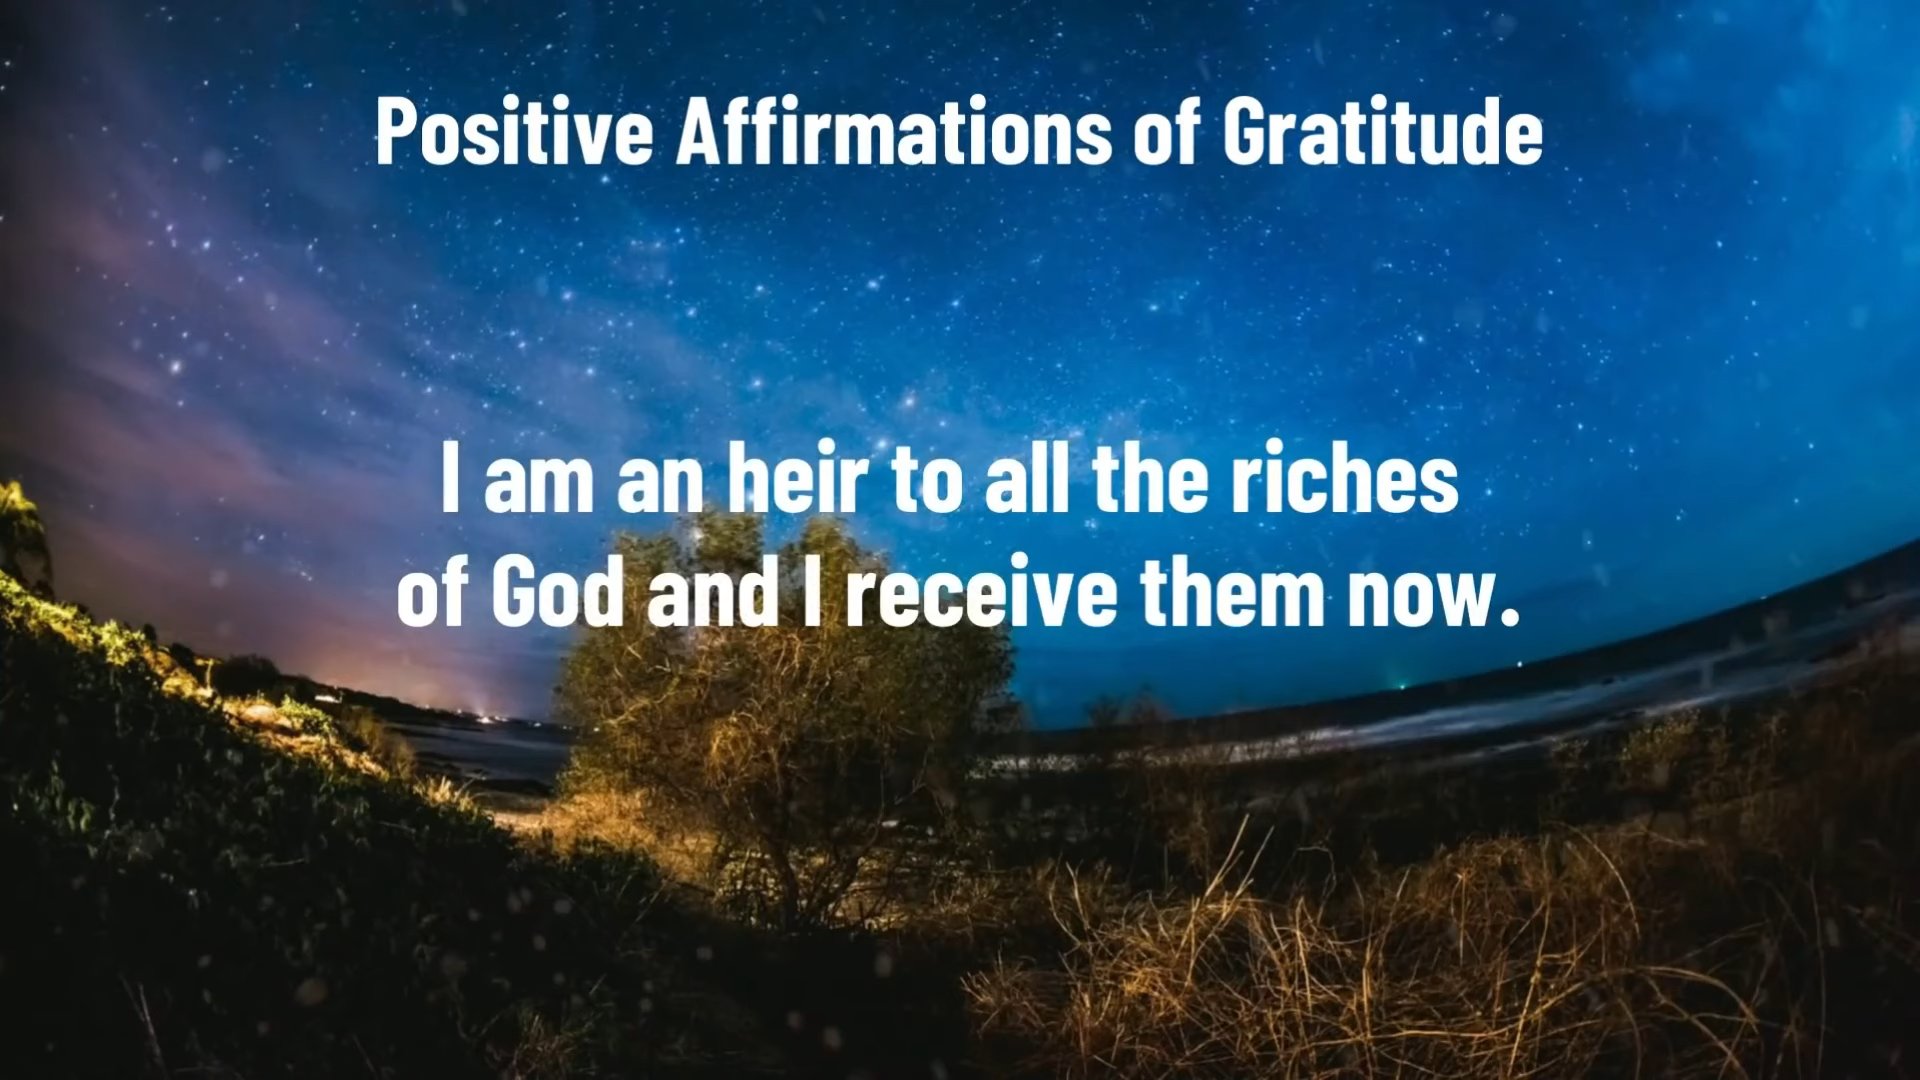 Positive Affirmations of Gratitude
I am an heir to all the riches
of God and I receive them now.